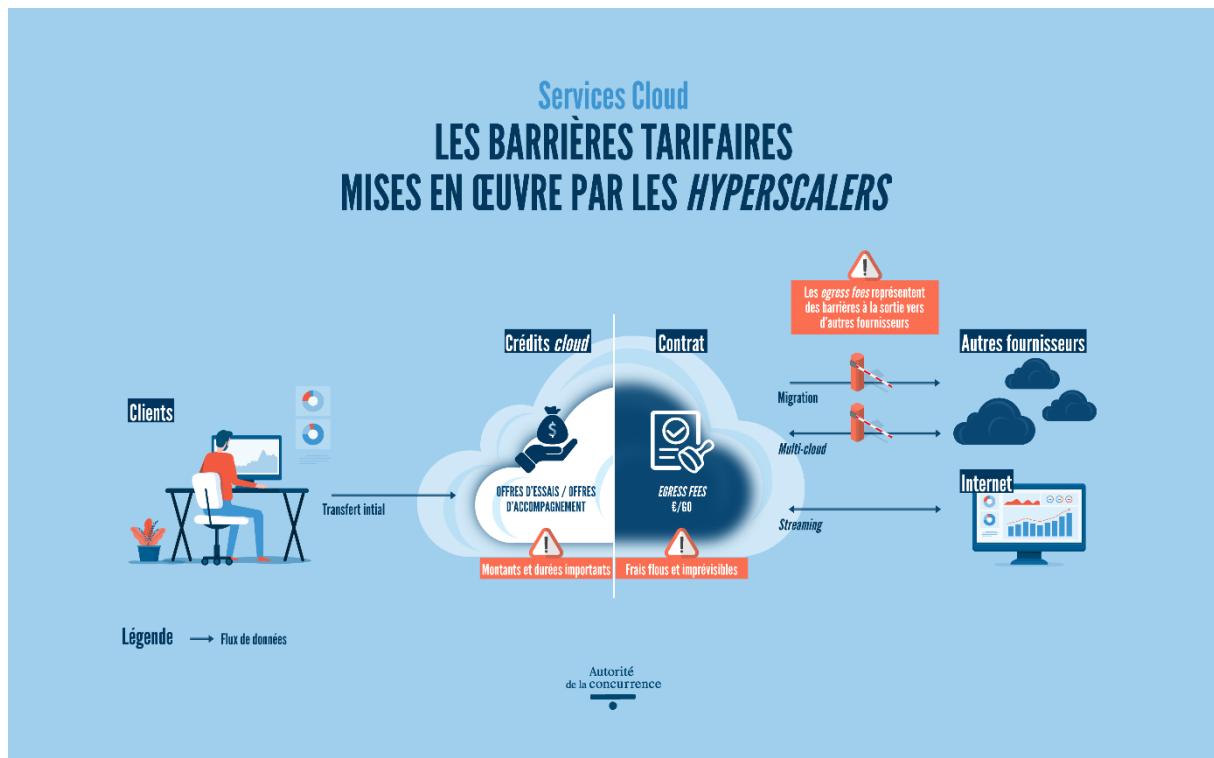 Services Cloud
LES BARRIÈRES TARIFAIRES
MISES EN ŒUVRE PAR LES HYPERSCALERS
Les egress fees représentent
des barrières à la sortie vers
d'autres fournisseurs
Crédits cloud
Contrat
Autres fournisseurs
Clients
Migration
Multi-cloud
Internet
OFFRES D'ESSAIS / OFFRES
D'ACCOMPAGNEMENT
EGRESS FEES
€/GO
Transfert intial
Streaming
Montants et durées importants
Frais flous et imprévisibles
Légende
Flux de données
Autorité
de la concurrence